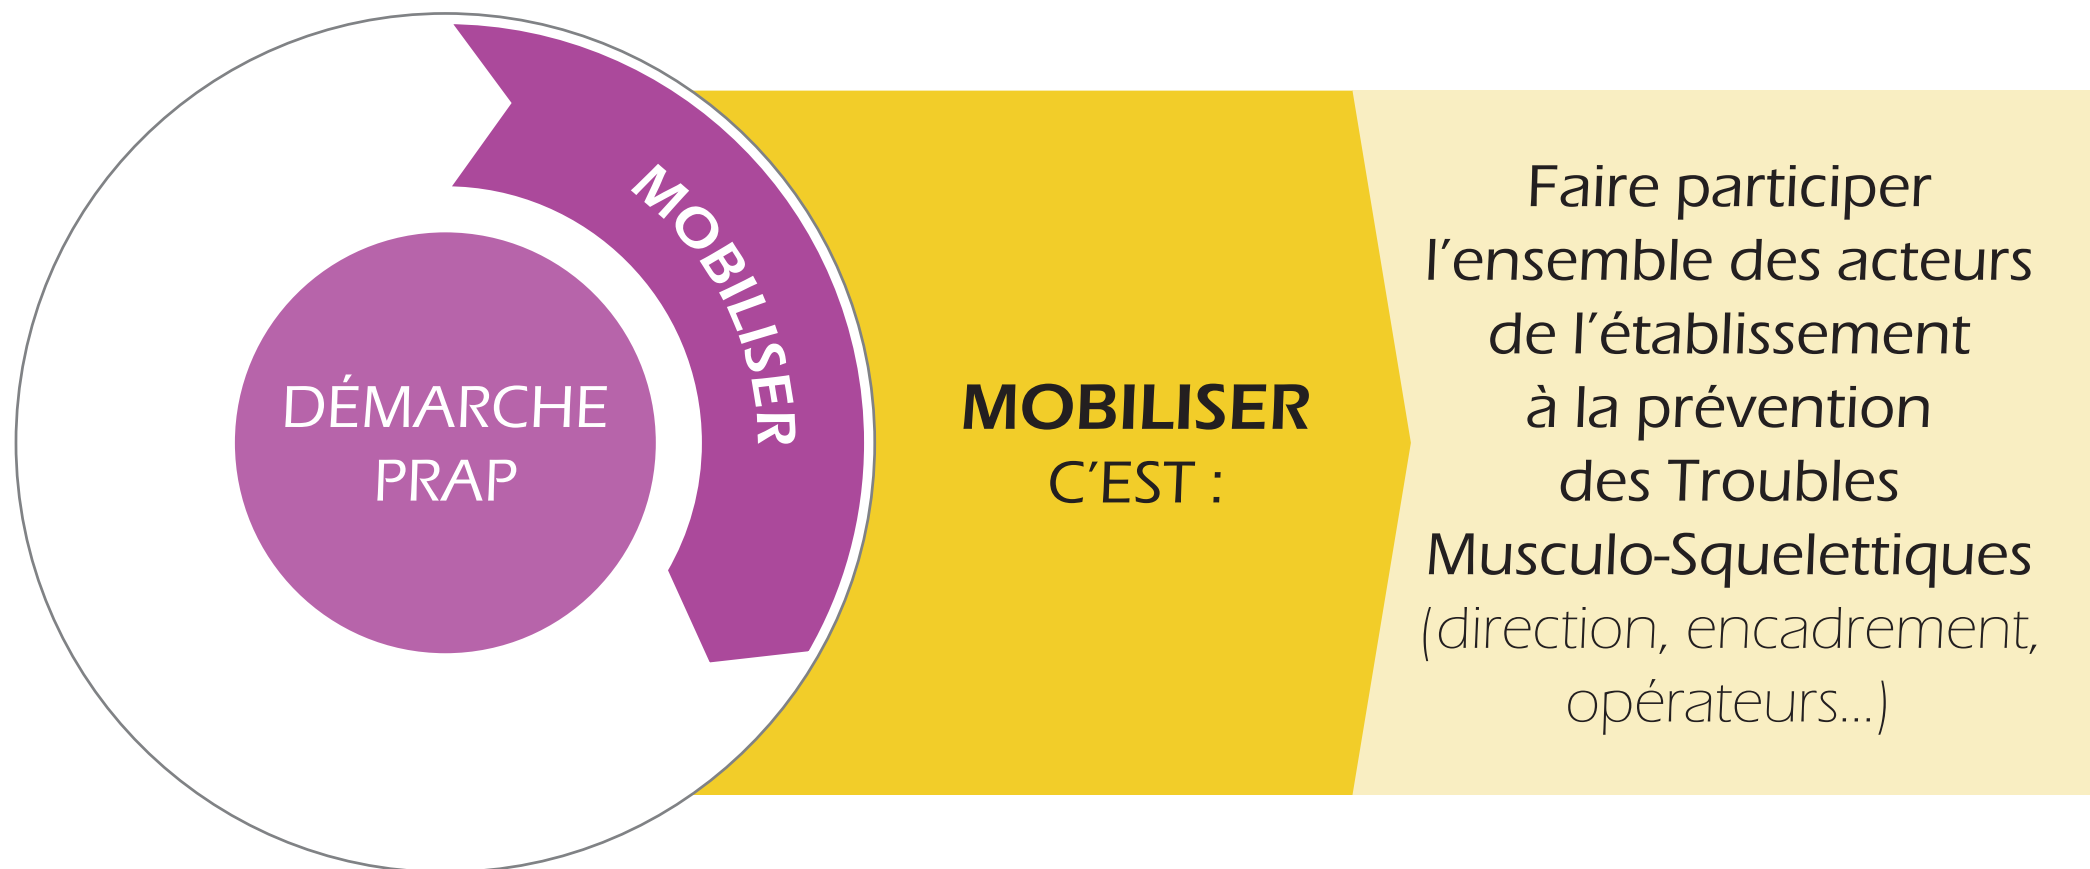 DÉMARCHE
PRAP
MOBILISER
MOBILISER
C’EST :
Faire participer
l’ensemble des acteurs
de l’établissement
à la prévention
des Troubles
Musculo-Squelettiques
(direction, encadrement,
opérateurs...)